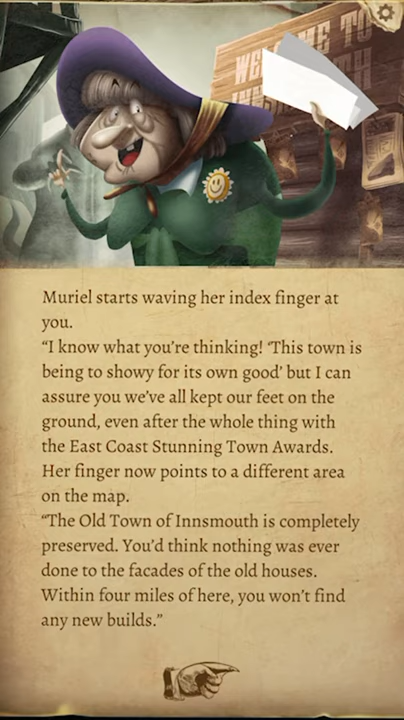 WELCOME TO
Muriel starts waving her index finger at
you.
“I know what you’re thinking! ‘This town is
being to showy for its own good’ but I can
assure you we’ve all kept our feet on the
ground, even after the whole thing with
the East Coast Stunning Town Awards.
Her finger now points to a different area
on the map.
“The Old Town of Innsmouth is completely
preserved. You’d think nothing was ever
done to the facades of the old houses.
Within four miles of here, you won’t find
any new builds.”